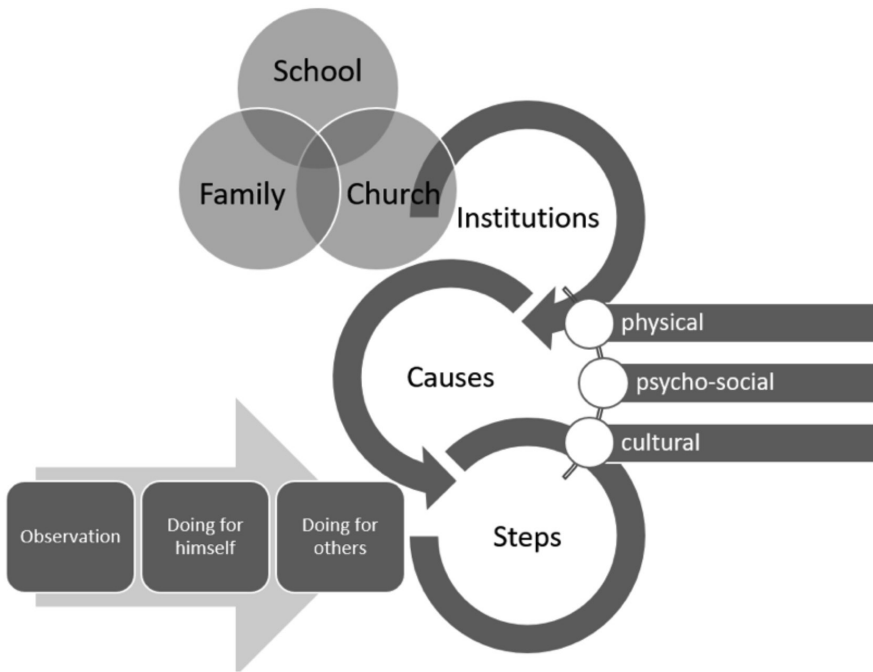 School
Family
Church
Institutions
physical
Causes
psycho-social
cultural
Observation
Doing for
himself
Doing for
others
Steps